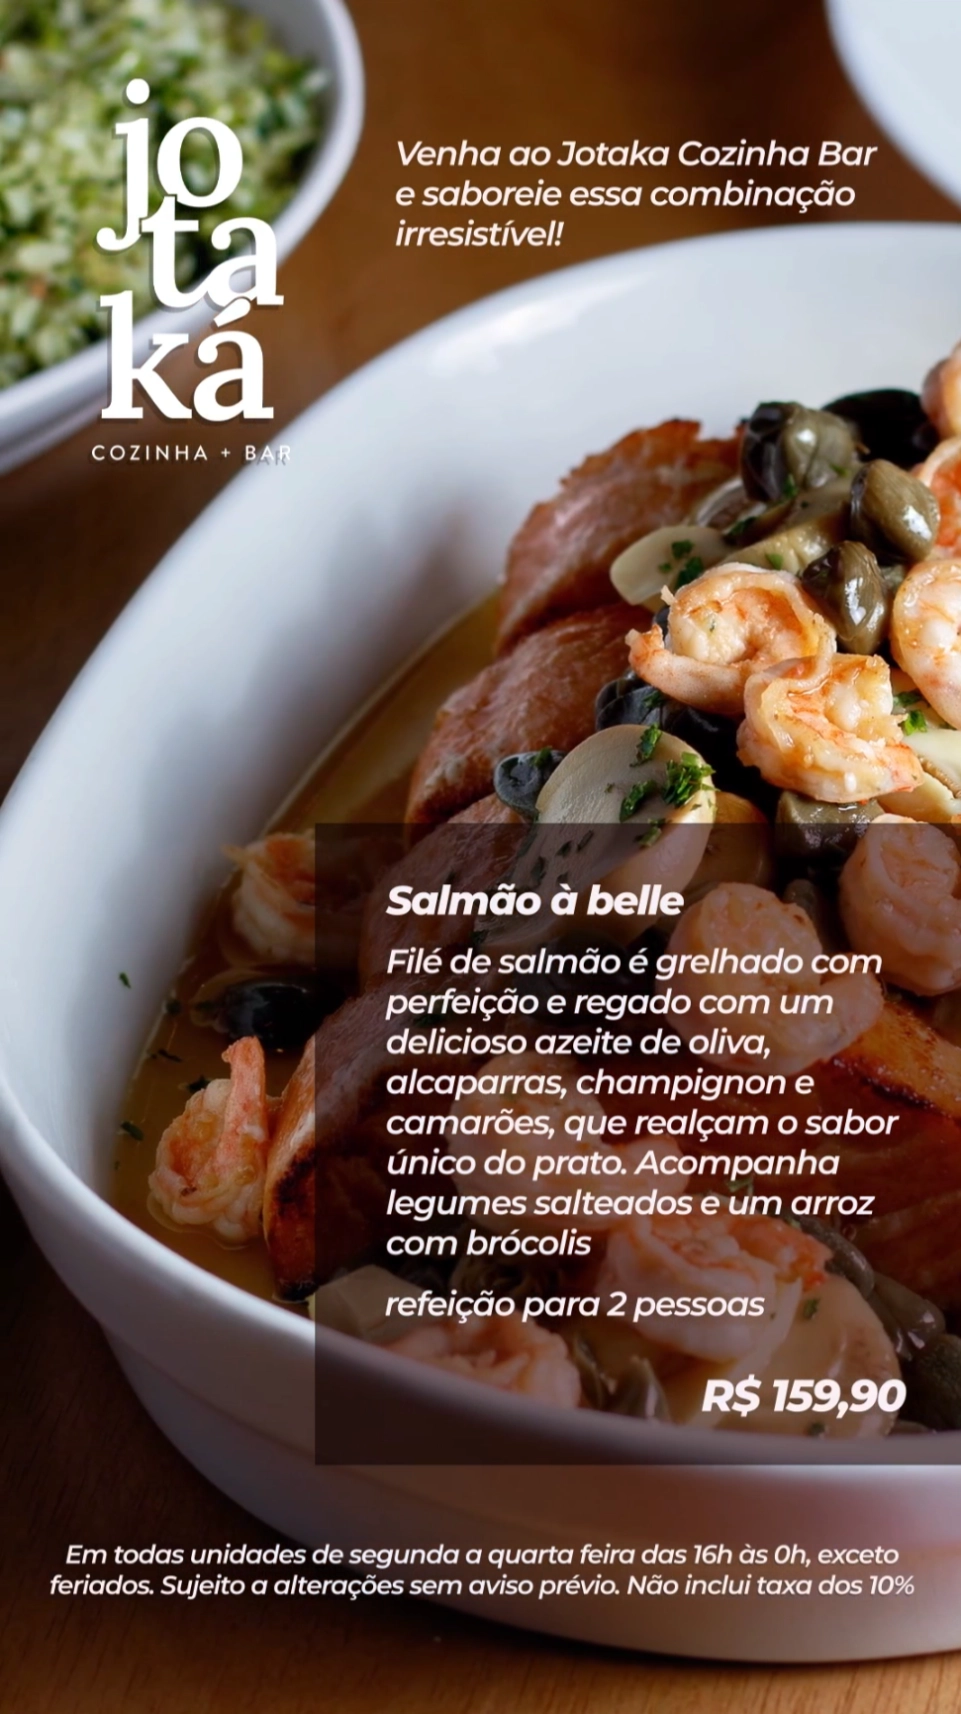 jo
ta
ká
COZINHA + BAR
Venha ao Jotaka Cozinha Bar
e saboreie essa combinação
irresistível!
Salmão à belle
Filé de salmão é grelhado com
perfeição e regado com um
delicioso azeite de oliva,
alcaparras, champignon e
camarões, que realçam o sabor
único do prato. Acompanha
legumes salteados e um arroz
com brócolis
refeição para 2 pessoas
R$ 159,90
Em todas unidades de segunda a quarta feira das 16h às 0h, exceto
feriados. Sujeito a alterações sem aviso prévio. Não inclui taxa dos 10%